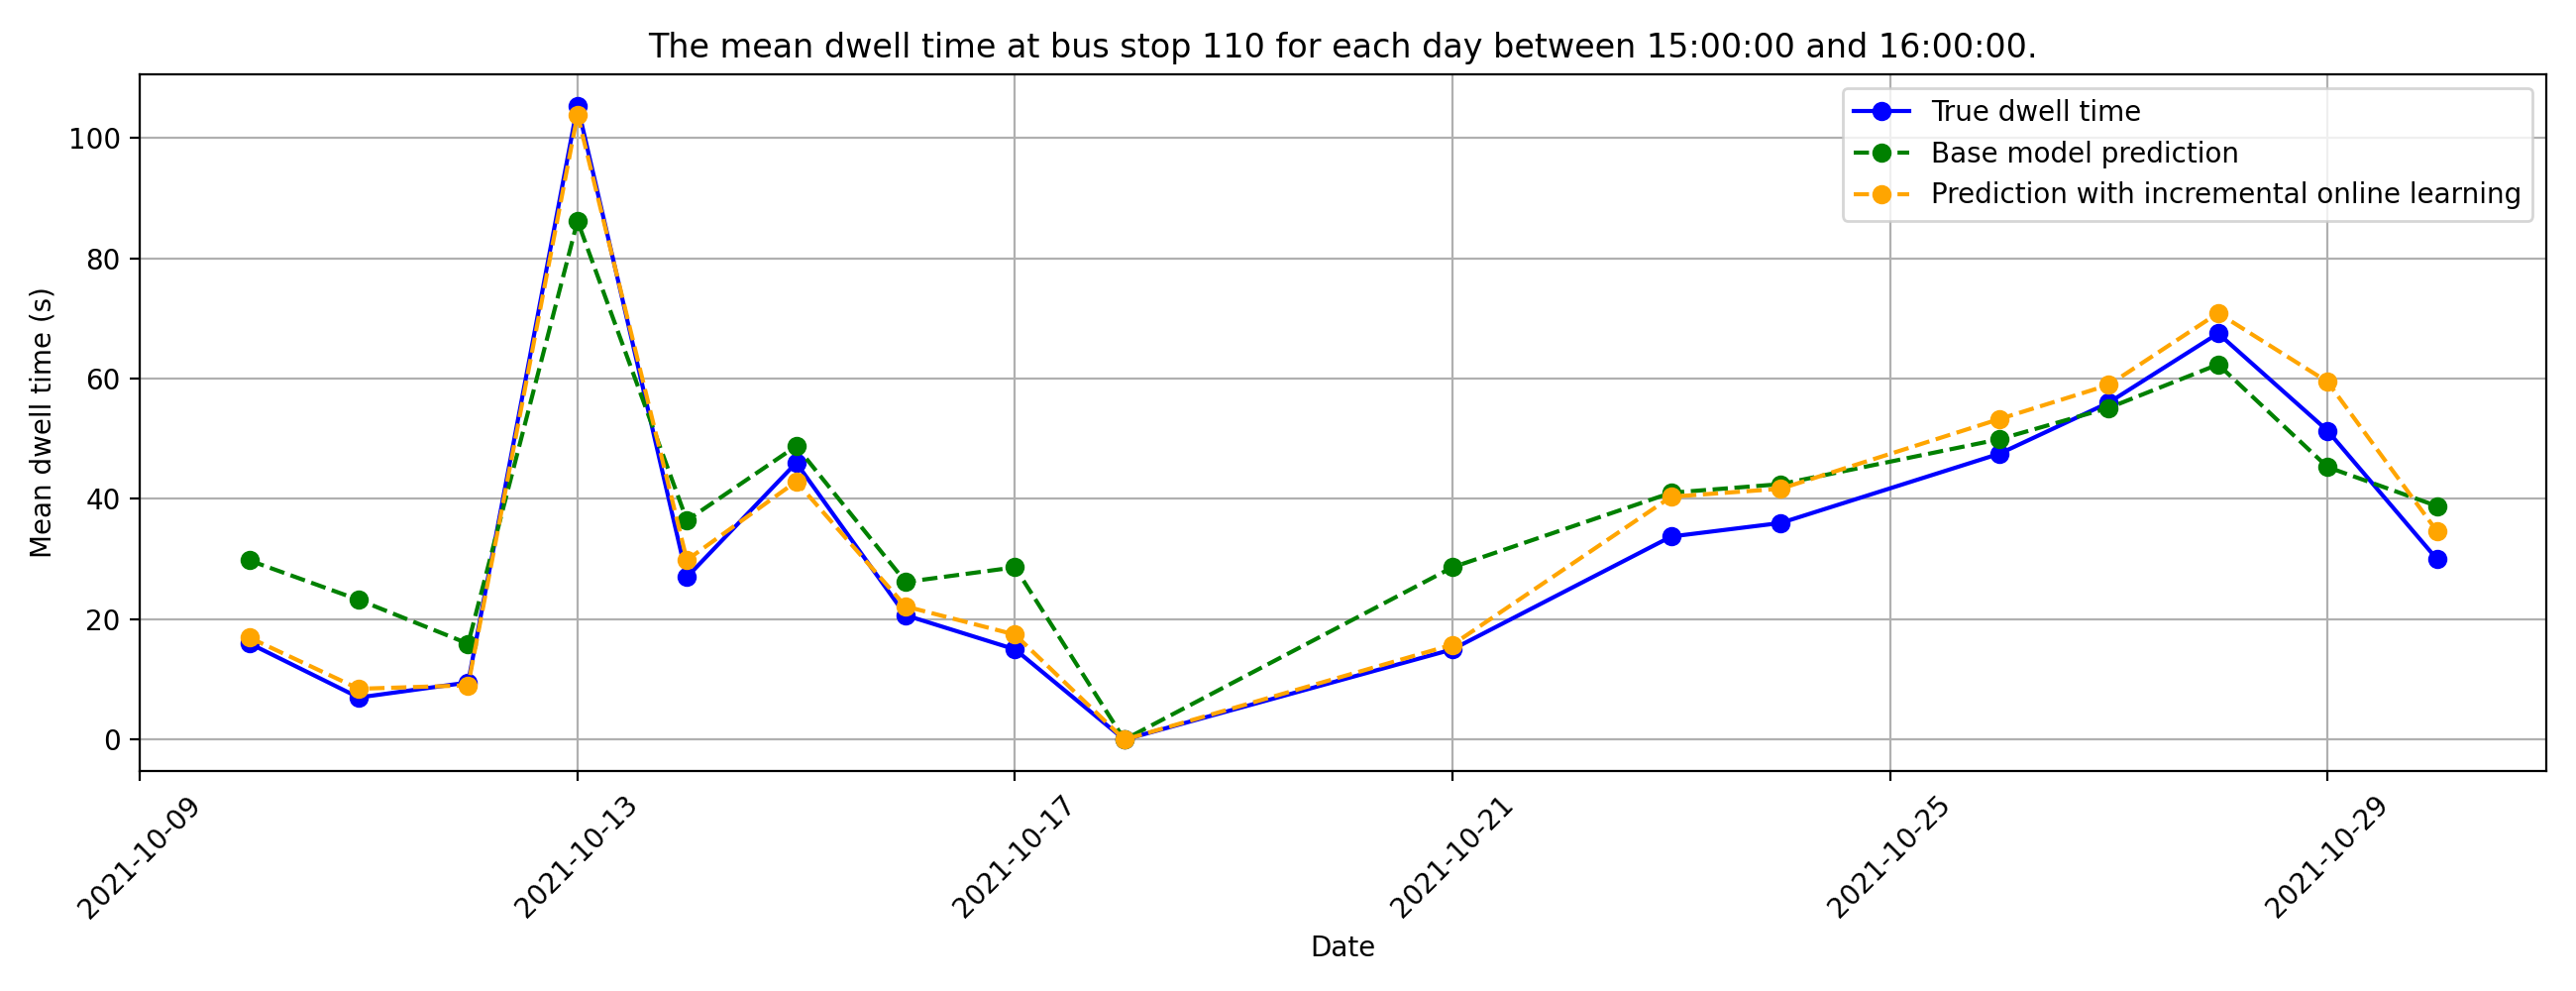 The mean dwell time at bus stop 110 for each day between 15:00:00 and 16:00:00.
True dwell time
Base model prediction
Prediction with incremental online learning
Mean dwell time (s)
100
80
60
40
20
0
2021-10-09
2021-10-13
2021-10-17
2021-10-21
2021-10-25
2021-10-29
Date